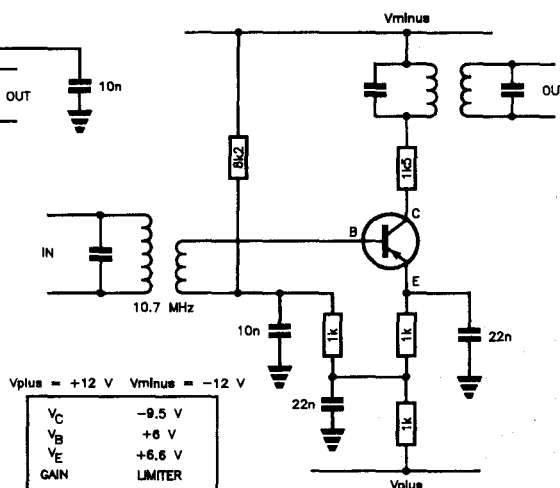 Vminus
10n
OUT
OU
8k2
1k5
C
B
IN
E
10.7 MHz
10n
1k
1k
22n
Vplus = +12 V Vminus = -12 V
22n
VC -9.5 V
VB +6 V
VE +6.6 V
GAIN LIMITER
1k
Vplus